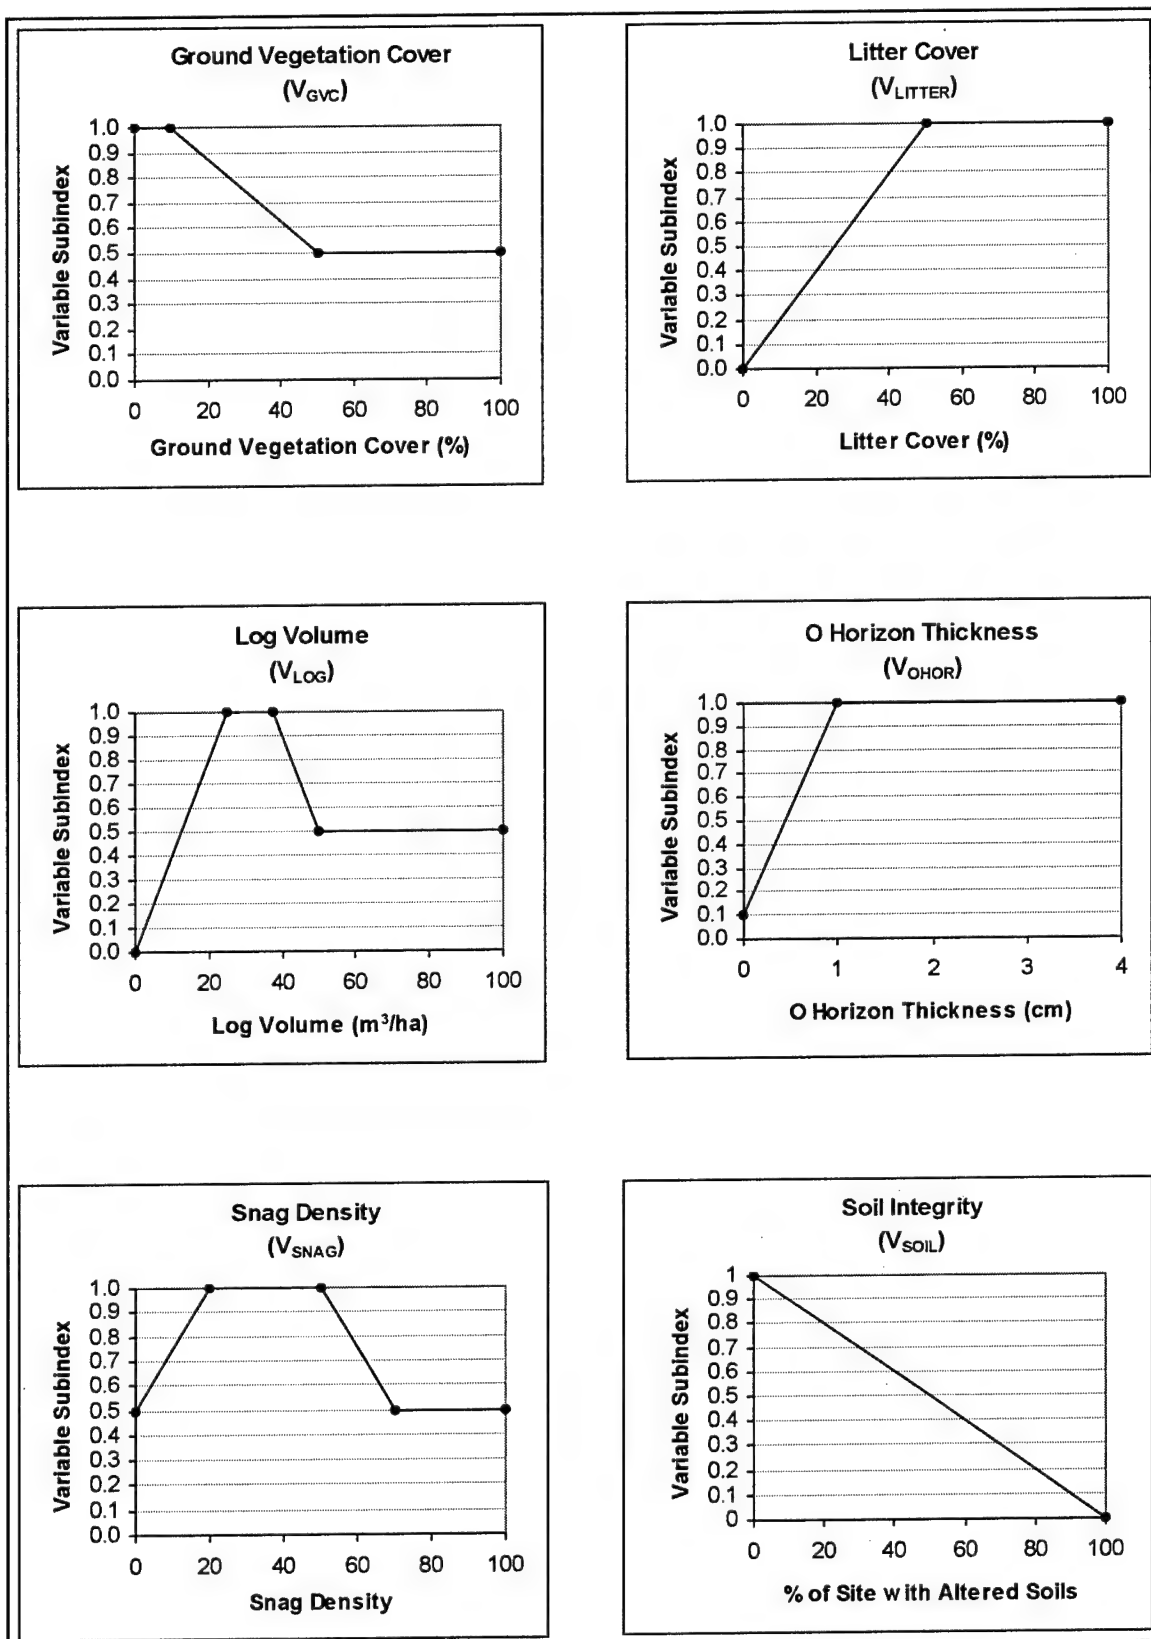 Ground Vegetation Cover
(V_GVC)
Variable Subindex
1.0
0.9
0.8
0.7
0.6
0.5
0.4
0.3
0.2
0.1
0.0
0 20 40 60 80 100
Ground Vegetation Cover (%)
Litter Cover
(V_LITTER)
Variable Subindex
1.0
0.9
0.8
0.7
0.6
0.5
0.4
0.3
0.2
0.1
0.0
0 20 40 60 80 100
Litter Cover (%)
Log Volume
(V_LOG)
Variable Subindex
1.0
0.9
0.8
0.7
0.6
0.5
0.4
0.3
0.2
0.1
0.0
0 20 40 60 80 100
Log Volume (m³/ha)
O Horizon Thickness
(V_OHOR)
Variable Subindex
1.0
0.9
0.8
0.7
0.6
0.5
0.4
0.3
0.2
0.1
0.0
0 1 2 3 4
O Horizon Thickness (cm)
Snag Density
(V_SNAG)
Variable Subindex
1.0
0.9
0.8
0.7
0.6
0.5
0.4
0.3
0.2
0.1
0.0
0 20 40 60 80 100
Snag Density
Soil Integrity
(V_SOIL)
Variable Subindex
1
0.9
0.8
0.7
0.6
0.5
0.4
0.3
0.2
0.1
0
0 20 40 60 80 100
% of Site with Altered Soils